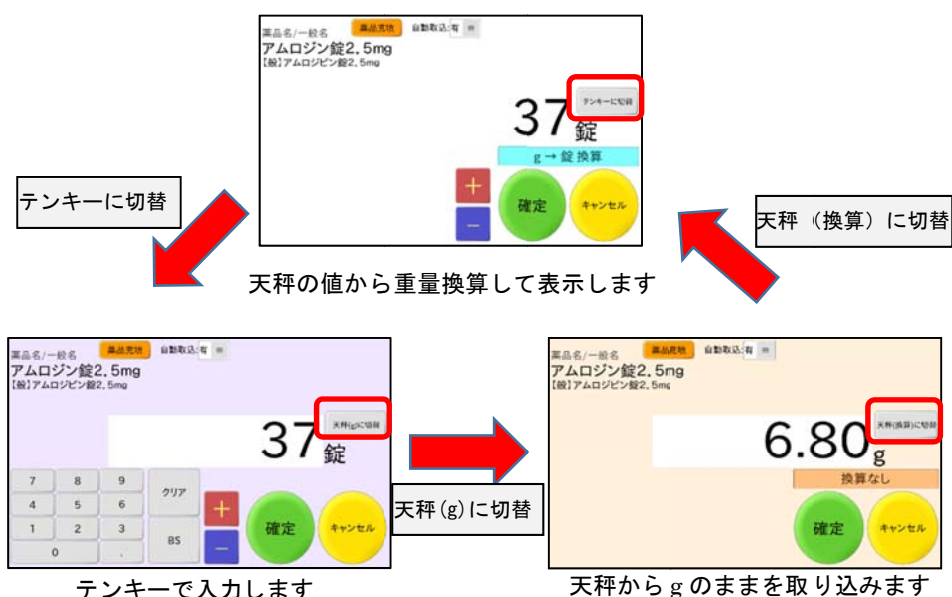 薬品名/一般名 薬品充填 自動取込:有 =
アムロジン錠2.5mg
【般】アムロジピン錠2.5mg
テンキーに切替
37錠
g→錠 換算
+
-
確定
キャンセル
テンキーに切替
天秤（換算）に切替
天秤の値から重量換算して表示します
薬品名/一般名 薬品充填 自動取込:有 =
アムロジン錠2.5mg
【般】アムロジピン錠2.5mg
天秤(g)に切替
37錠
7 8 9 クリア
4 5 6
1 2 3 BS
0 .
+
-
確定
キャンセル
天秤(g)に切替
薬品名/一般名 薬品充填 自動取込:有 =
アムロジン錠2.5mg
【般】アムロジピン錠2.5mg
天秤(換算)に切替
6.80g
換算なし
確定
キャンセル
テンキーで入力します
天秤からgのままを取り込みます